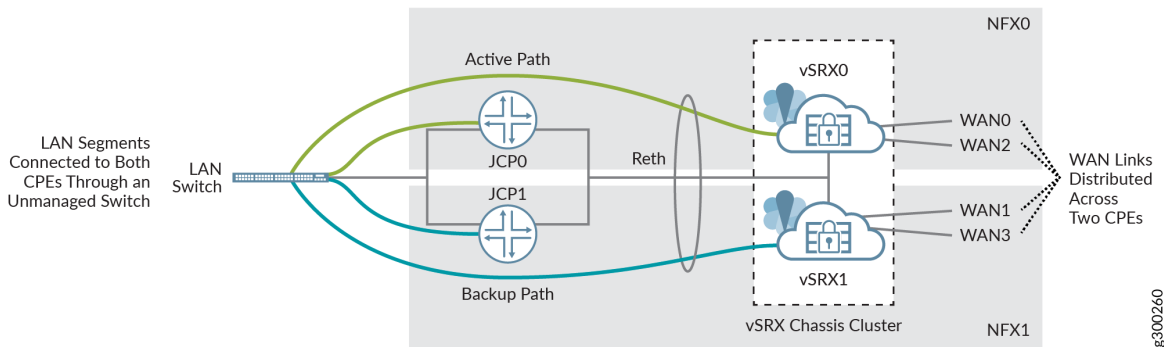 NFX0
Active Path
vSRX0
LAN Segments
Connected to Both
CPEs Through an
Unmanaged Switch
LAN
Switch
JCP0
Reth
JCP1
WAN0
WAN2
WAN1
WAN3
WAN Links
Distributed
Across
Two CPEs
vSRX1
Backup Path
vSRX Chassis Cluster
NFX1
g300260